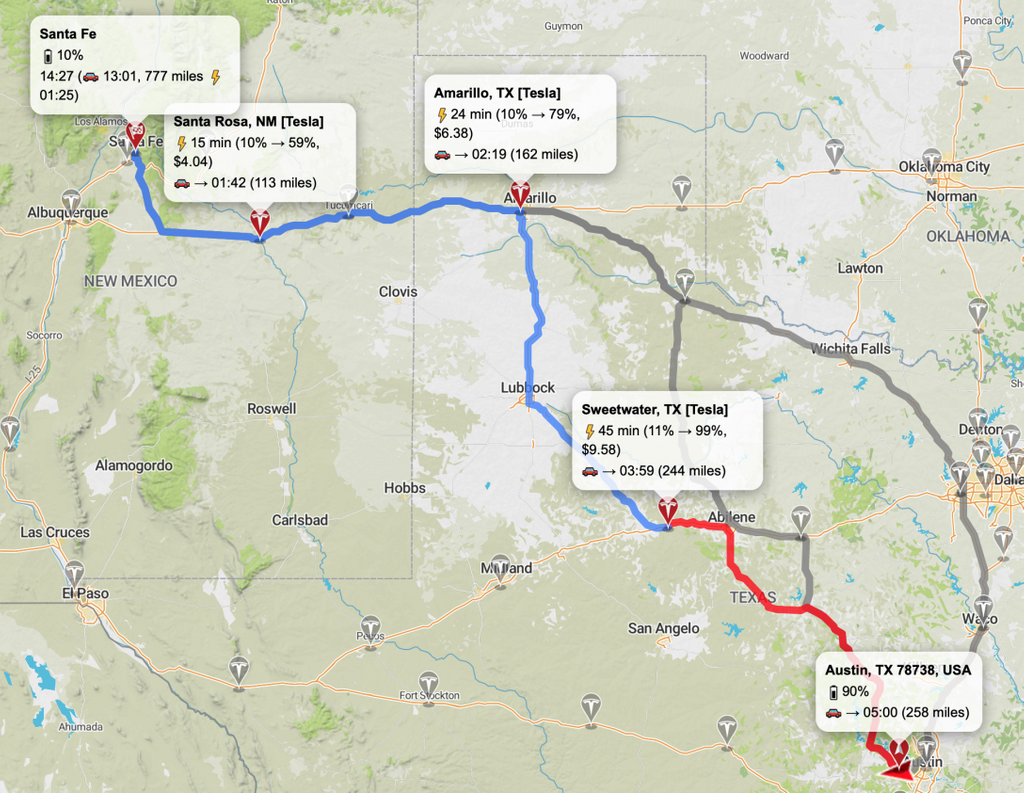 Raton
Guymon
Ponca City
Woodward
Santa Fe
10%
14:27 (13:01, 777 miles
01:25)
Los Alamos
Santa Rosa, NM [Tesla]
15 min (10% → 59%,
$4.04)
→ 01:42 (113 miles)
Amarillo, TX [Tesla]
24 min (10% → 79%,
$6.38)
→ 02:19 (162 miles)
Dumas
Santa Fe
Oklahoma City
Norman
Albuquerque
Tucumcari
Amarillo
OKLAHOMA
Lawton
NEW MEXICO
Clovis
Socorro
I-25
Wichita Falls
Lubbock
Roswell
Sweetwater, TX [Tesla]
45 min (11% → 99%,
$9.58)
→ 03:59 (244 miles)
Denton
Alamogordo
Hobbs
Dalla
Carlsbad
Abilene
Las Cruces
Midland
El Paso
TEXAS
Waco
San Angelo
Pecos
Austin, TX 78738, USA
90%
→ 05:00 (258 miles)
Fort Stockton
Ahumada
Austin